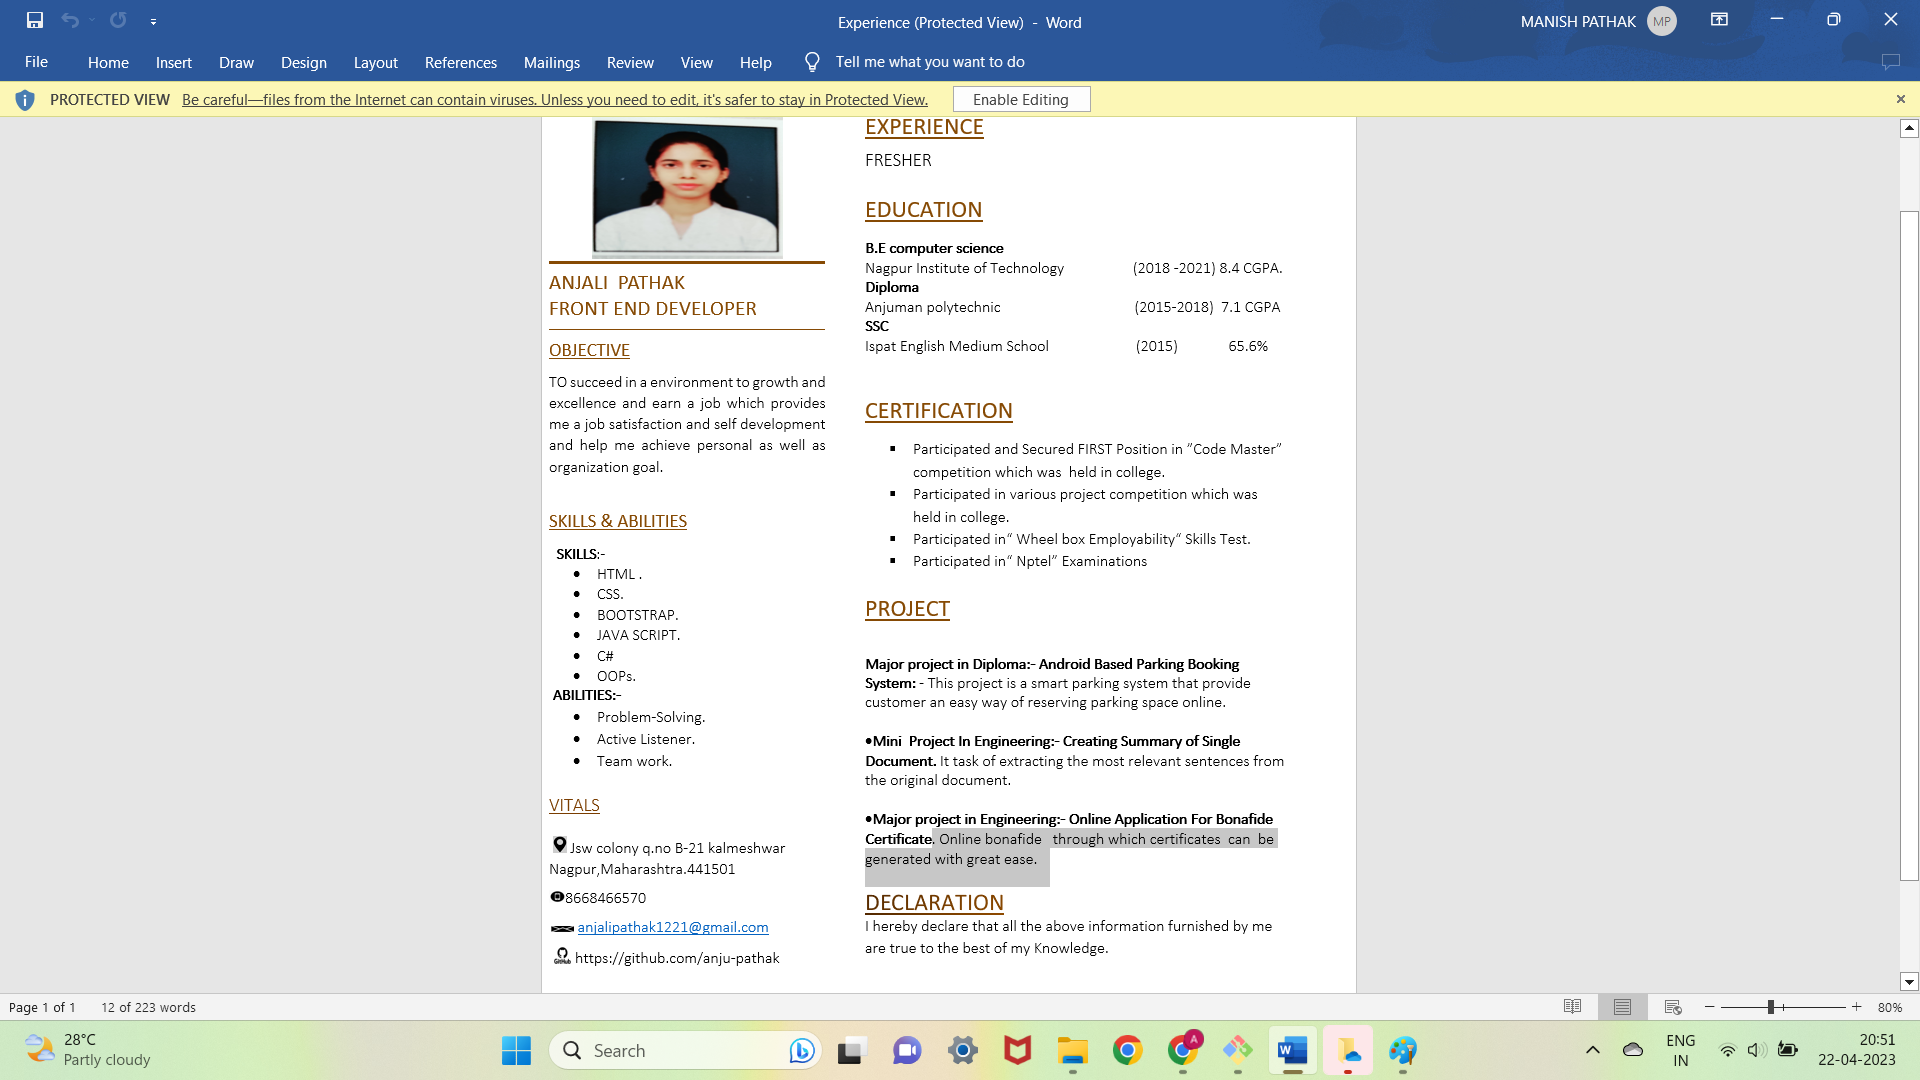 Experience (Protected View) - Word
MANISH PATHAK MP
File Home Insert Draw Design Layout References Mailings Review View Help Tell me what you want to do
PROTECTED VIEW Be careful—files from the Internet can contain viruses. Unless you need to edit, it's safer to stay in Protected View. Enable Editing
ANJALI  PATHAK
FRONT END DEVELOPER
OBJECTIVE
TO succeed in a environment to growth and
excellence and earn a job which provides
me a job satisfaction and self development
and help me achieve personal as well as
organization goal.
SKILLS & ABILITIES
SKILLS:-
• HTML .
• CSS.
• BOOTSTRAP.
• JAVA SCRIPT.
• C#
• OOPs.
ABILITIES:-
• Problem-Solving.
• Active Listener.
• Team work.
VITALS
Jsw colony q.no B-21 kalmeshwar
Nagpur,Maharashtra.441501
8668466570
anjalipathak1221@gmail.com
GitHub https://github.com/anju-pathak
EXPERIENCE
FRESHER
EDUCATION
B.E computer science
Nagpur Institute of Technology (2018 -2021) 8.4 CGPA.
Diploma
Anjuman polytechnic (2015-2018)  7.1 CGPA
SSC
Ispat English Medium School (2015) 65.6%
CERTIFICATION
▪ Participated and Secured FIRST Position in ”Code Master”
competition which was  held in college.
▪ Participated in various project competition which was
held in college.
▪ Participated in“ Wheel box Employability“ Skills Test.
▪ Participated in“ Nptel” Examinations
PROJECT
Major project in Diploma:- Android Based Parking Booking
System: - This project is a smart parking system that provide
customer an easy way of reserving parking space online.
•Mini  Project In Engineering:- Creating Summary of Single
Document. It task of extracting the most relevant sentences from
the original document.
•Major project in Engineering:- Online Application For Bonafide
Certificate. Online bonafide   through which certificates  can  be
generated with great ease.
DECLARATION
I hereby declare that all the above information furnished by me
are true to the best of my Knowledge.
Page 1 of 1 12 of 223 words 80%
28°C
Partly cloudy
Search
A
W
ENG
IN
20:51
22-04-2023